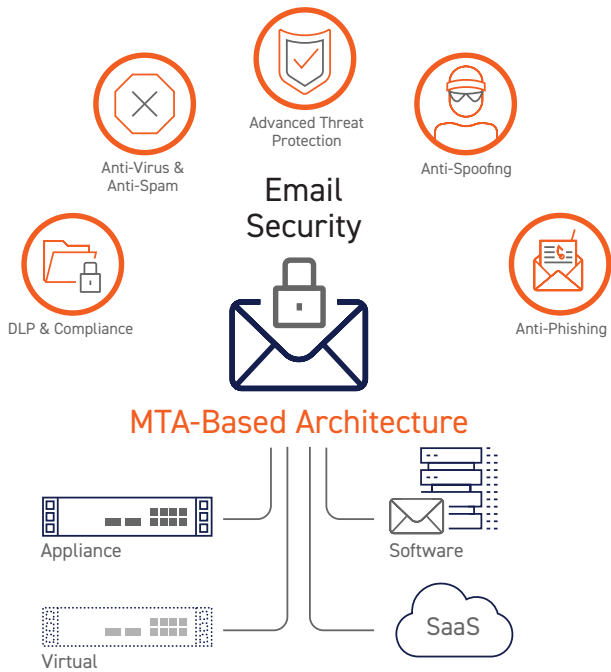 Advanced Threat
Protection
Anti-Virus &
Anti-Spam
Anti-Spoofing
Email
Security
DLP & Compliance
Anti-Phishing
MTA-Based Architecture
Appliance
Software
Virtual
SaaS